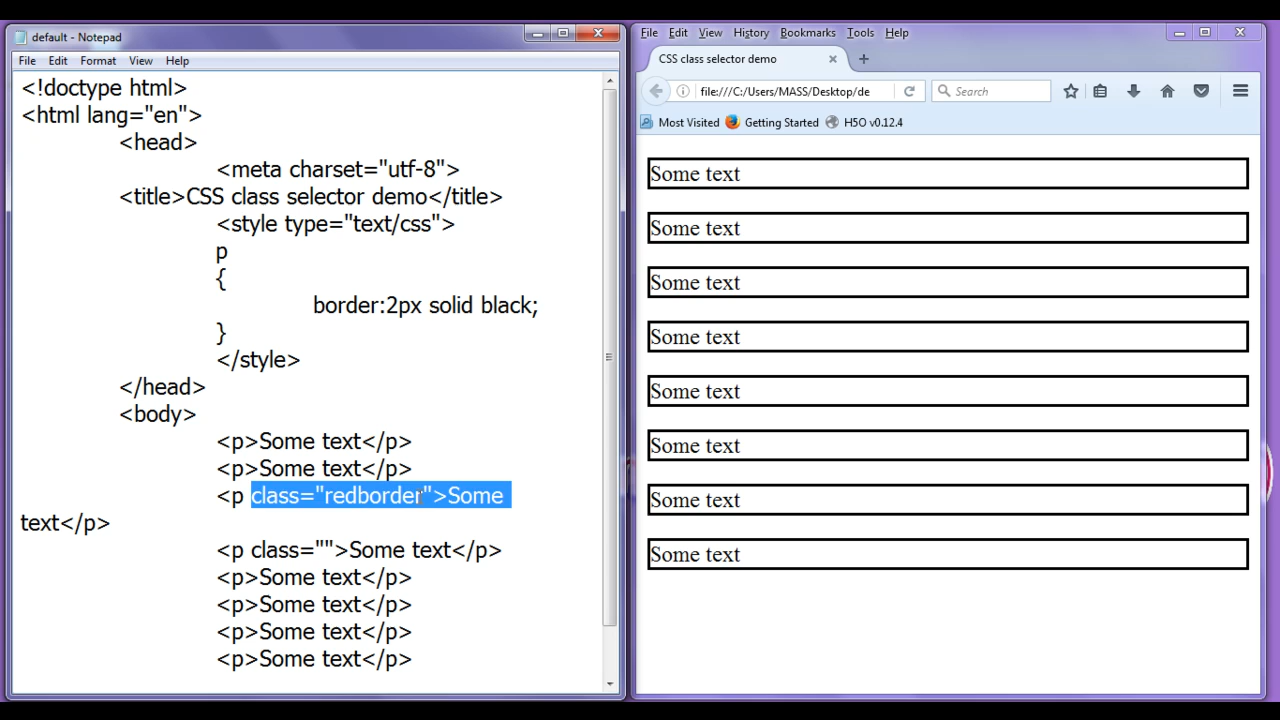 default - Notepad
File Edit Format View Help
<!doctype html>
<html lang="en">
<head>
<meta charset="utf-8">
<title>CSS class selector demo</title>
<style type="text/css">
p
{
border:2px solid black;
}
</style>
</head>
<body>
<p>Some text</p>
<p>Some text</p>
<p class="redborder">Some
text</p>
<p class="">Some text</p>
<p>Some text</p>
<p>Some text</p>
<p>Some text</p>
<p>Some text</p>
File Edit View History Bookmarks Tools Help
CSS class selector demo
file:///C:/Users/MASS/Desktop/de
Search
Most Visited Getting Started H5O v0.12.4
Some text
Some text
Some text
Some text
Some text
Some text
Some text
Some text